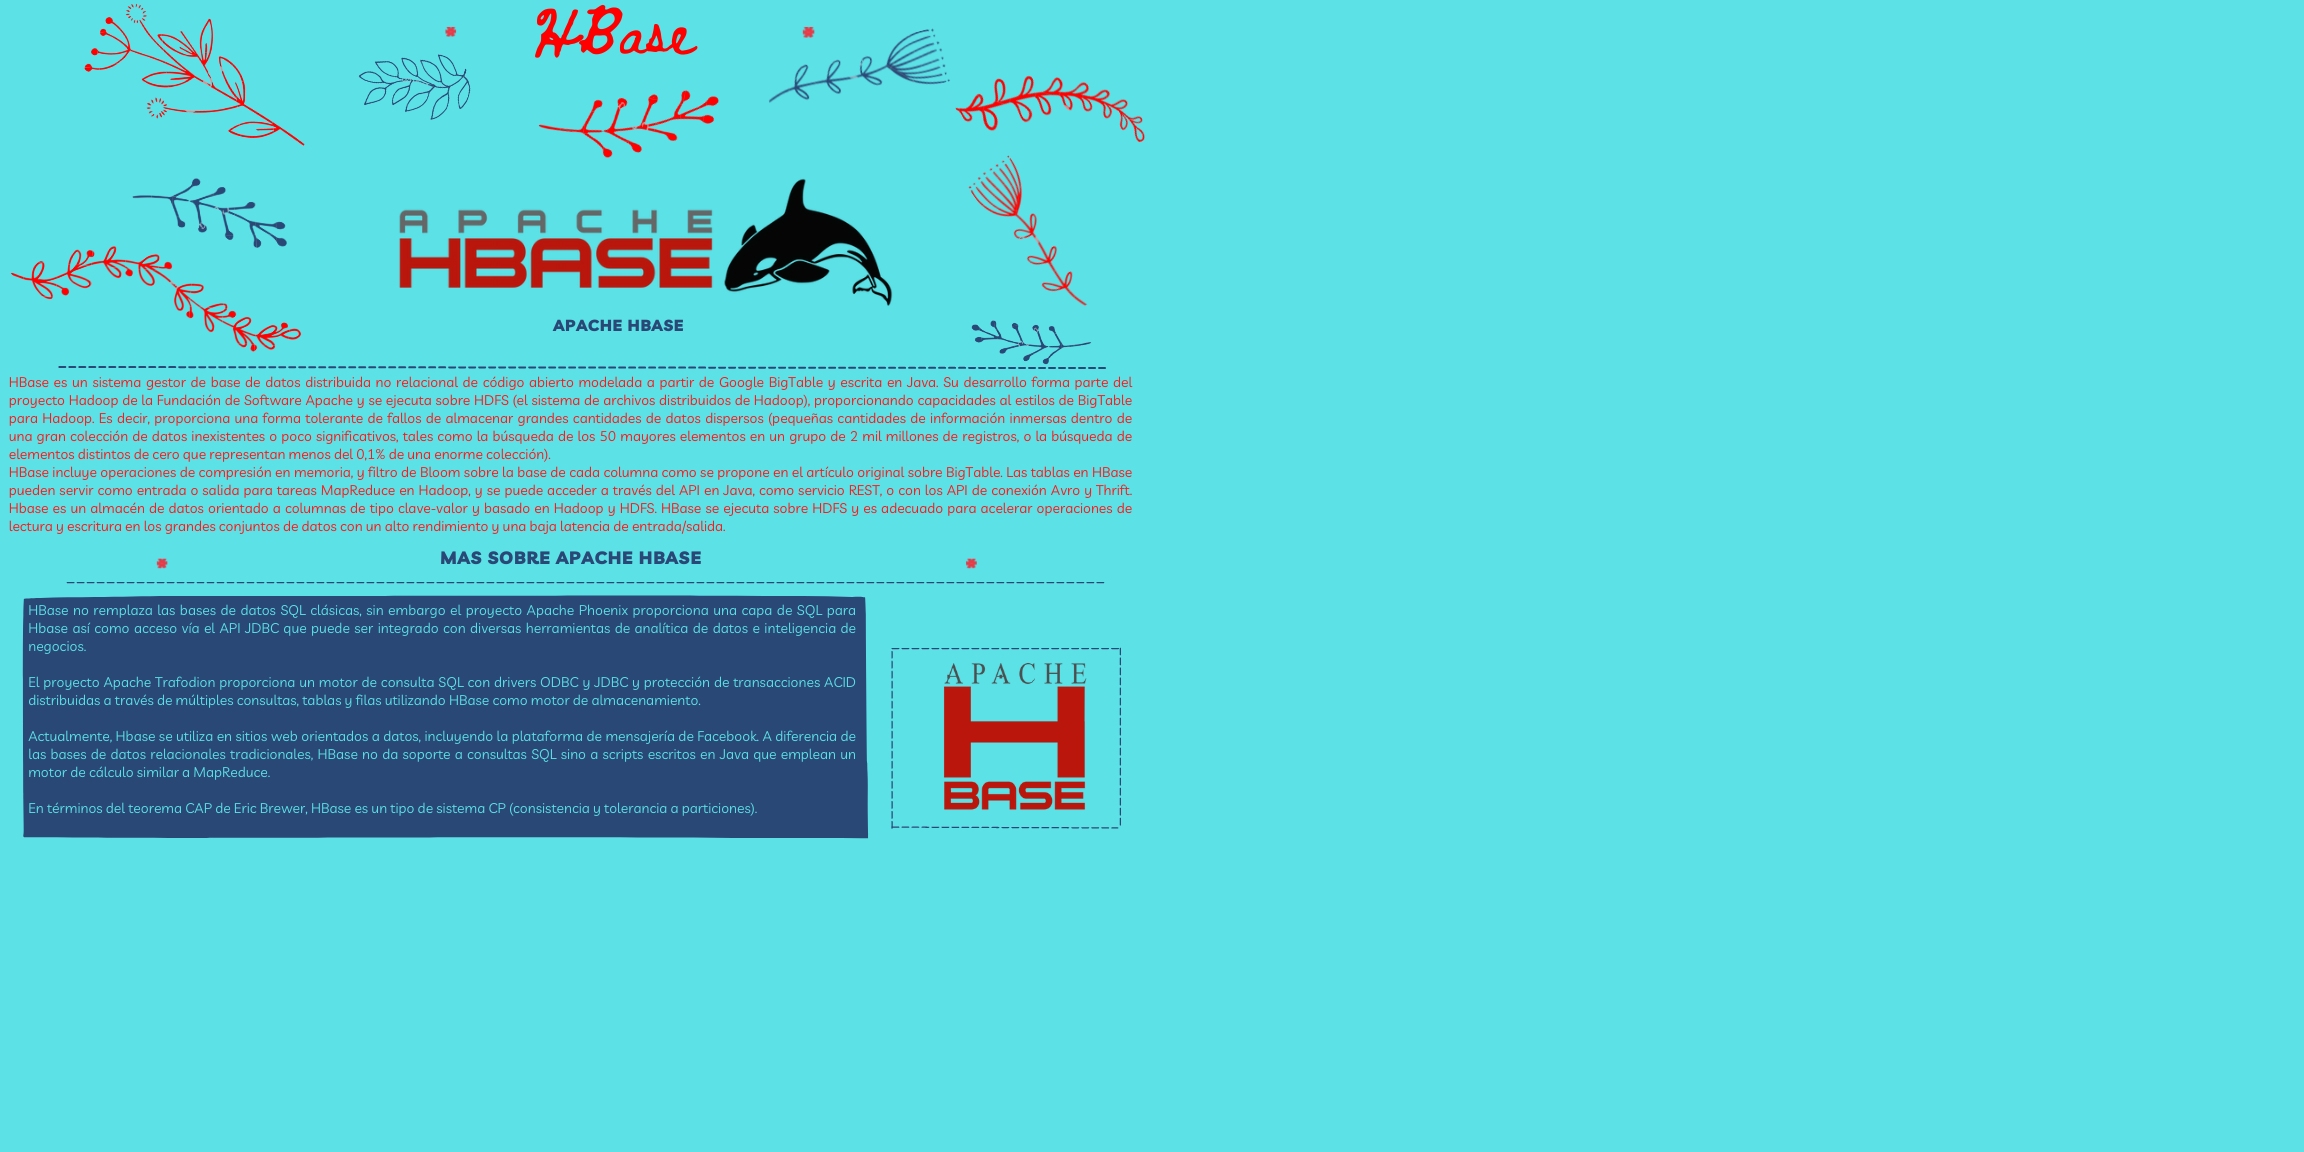 HBase
APACHE
HBASE
APACHE HBASE
HBase es un sistema gestor de base de datos distribuida no relacional de código abierto modelada a partir de Google BigTable y escrita en Java. Su desarrollo forma parte del
proyecto Hadoop de la Fundación de Software Apache y se ejecuta sobre HDFS (el sistema de archivos distribuidos de Hadoop), proporcionando capacidades al estilos de BigTable
para Hadoop. Es decir, proporciona una forma tolerante de fallos de almacenar grandes cantidades de datos dispersos (pequeñas cantidades de información inmersas dentro de
una gran colección de datos inexistentes o poco significativos, tales como la búsqueda de los 50 mayores elementos en un grupo de 2 mil millones de registros, o la búsqueda de
elementos distintos de cero que representan menos del 0,1% de una enorme colección).
HBase incluye operaciones de compresión en memoria, y filtro de Bloom sobre la base de cada columna como se propone en el artículo original sobre BigTable. Las tablas en HBase
pueden servir como entrada o salida para tareas MapReduce en Hadoop, y se puede acceder a través del API en Java, como servicio REST, o con los API de conexión Avro y Thrift.
Hbase es un almacén de datos orientado a columnas de tipo clave-valor y basado en Hadoop y HDFS. HBase se ejecuta sobre HDFS y es adecuado para acelerar operaciones de
lectura y escritura en los grandes conjuntos de datos con un alto rendimiento y una baja latencia de entrada/salida.
MAS SOBRE APACHE HBASE
HBase no remplaza las bases de datos SQL clásicas, sin embargo el proyecto Apache Phoenix proporciona una capa de SQL para
Hbase así como acceso vía el API JDBC que puede ser integrado con diversas herramientas de analítica de datos e inteligencia de
negocios.
El proyecto Apache Trafodion proporciona un motor de consulta SQL con drivers ODBC y JDBC y protección de transacciones ACID
distribuidas a través de múltiples consultas, tablas y filas utilizando HBase como motor de almacenamiento.
Actualmente, Hbase se utiliza en sitios web orientados a datos, incluyendo la plataforma de mensajería de Facebook. A diferencia de
las bases de datos relacionales tradicionales, HBase no da soporte a consultas SQL sino a scripts escritos en Java que emplean un
motor de cálculo similar a MapReduce.
En términos del teorema CAP de Eric Brewer, HBase es un tipo de sistema CP (consistencia y tolerancia a particiones).
APACHE
H
BASE